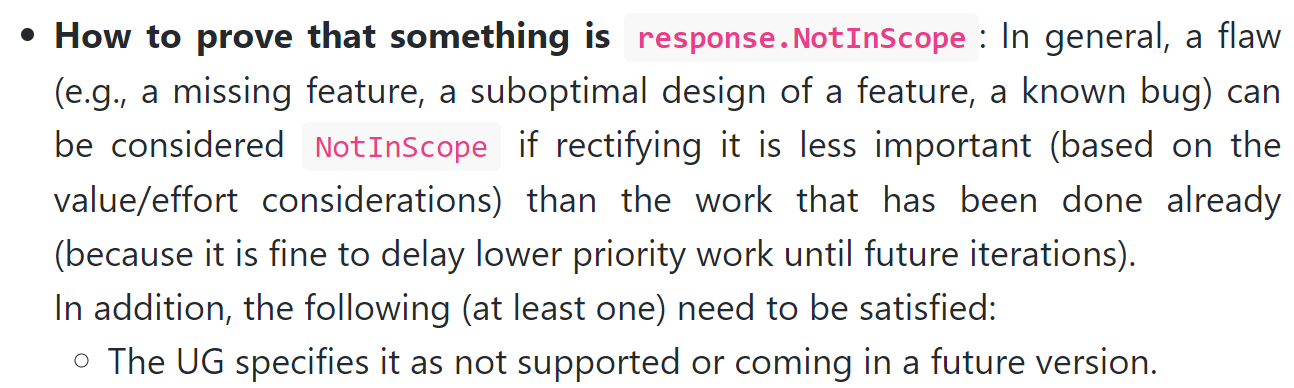 How to prove that something is response.NotInScope: In general, a flaw
(e.g., a missing feature, a suboptimal design of a feature, a known bug) can
be considered NotInScope if rectifying it is less important (based on the
value/effort considerations) than the work that has been done already
(because it is fine to delay lower priority work until future iterations).
In addition, the following (at least one) need to be satisfied:
The UG specifies it as not supported or coming in a future version.